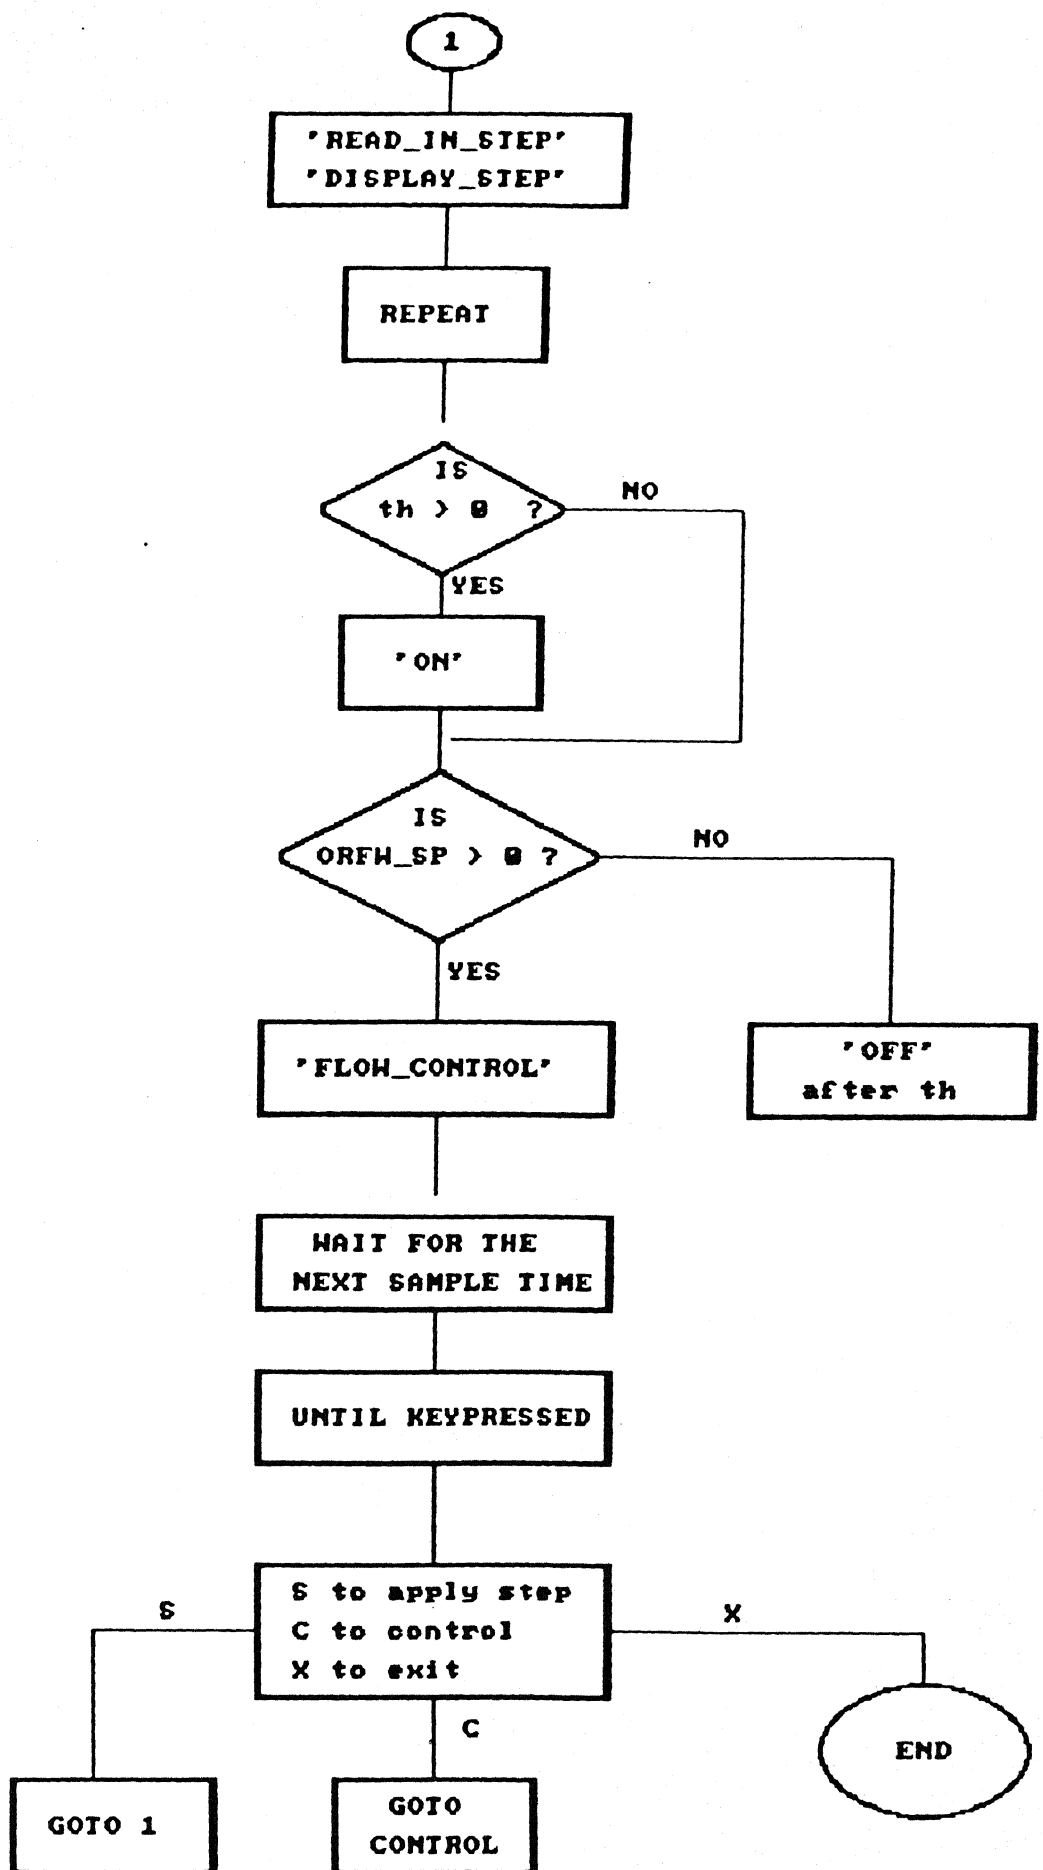 1
"READ_IN_STEP"
"DISPLAY_STEP"
REPEAT
IS
th > 0 ?
NO
YES
"ON"
IS
ORFW_SP > 0 ?
NO
YES
"FLOW_CONTROL"
"OFF"
after th
WAIT FOR THE
NEXT SAMPLE TIME
UNTIL KEYPRESSED
S to apply step
C to control
X to exit
S
X
C
END
GOTO 1
GOTO
CONTROL